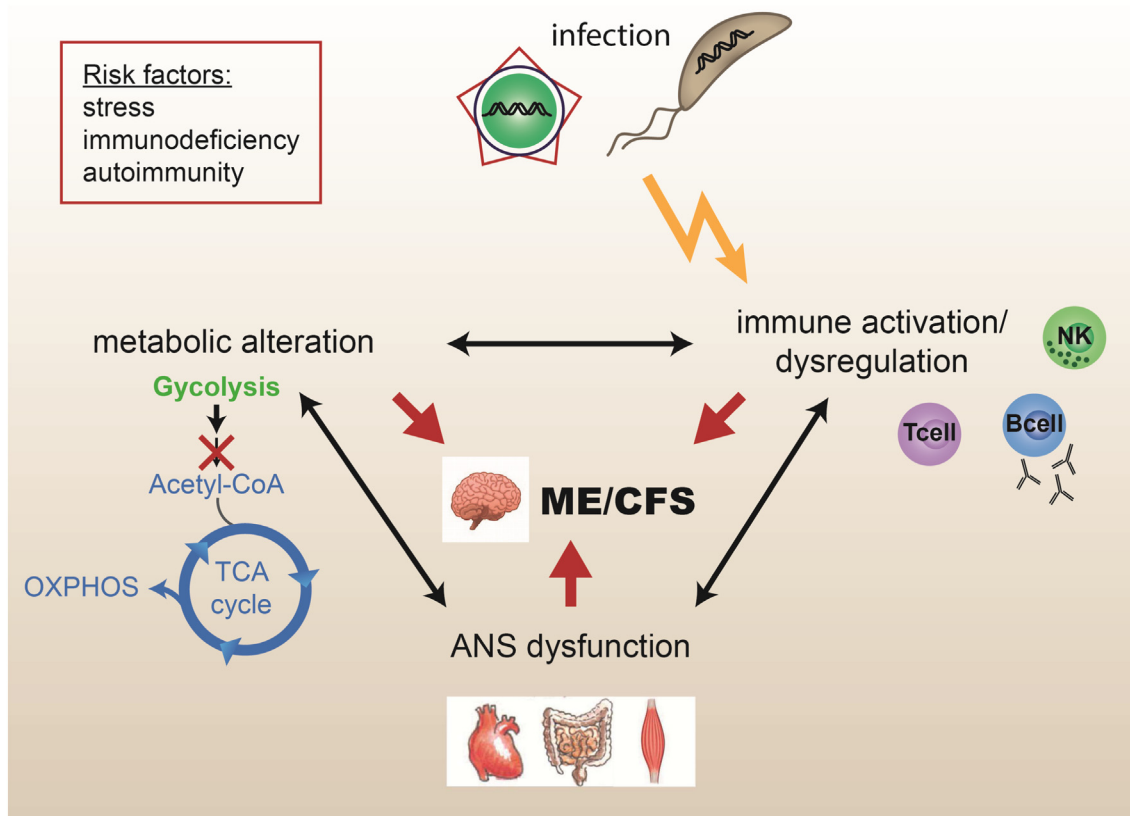 infection
Risk factors:
stress
immunodeficiency
autoimmunity
metabolic alteration
immune activation/
dysregulation
NK
Gycolysis
Tcell
Bcell
Acetyl-CoA
ME/CFS
OXPHOS
TCA
cycle
ANS dysfunction